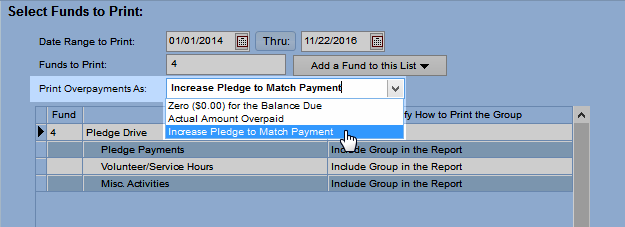 Select Funds to Print:
Date Range to Print: 01/01/2014 Thru: 11/22/2016
Funds to Print: 4 Add a Fund to this List
Print Overpayments As: Increase Pledge to Match Payment
Zero ($0.00) for the Balance Due
Actual Amount Overpaid
Increase Pledge to Match Payment
Fund fy How to Print the Group
4 Pledge Drive
Pledge Payments Include Group in the Report
Volunteer/Service Hours Include Group in the Report
Misc. Activities Include Group in the Report